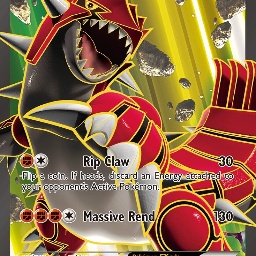 Rip Claw 30
Flip a coin. If heads, discard an Energy attached to
your opponent's Active Pokémon.
Massive Rend 130